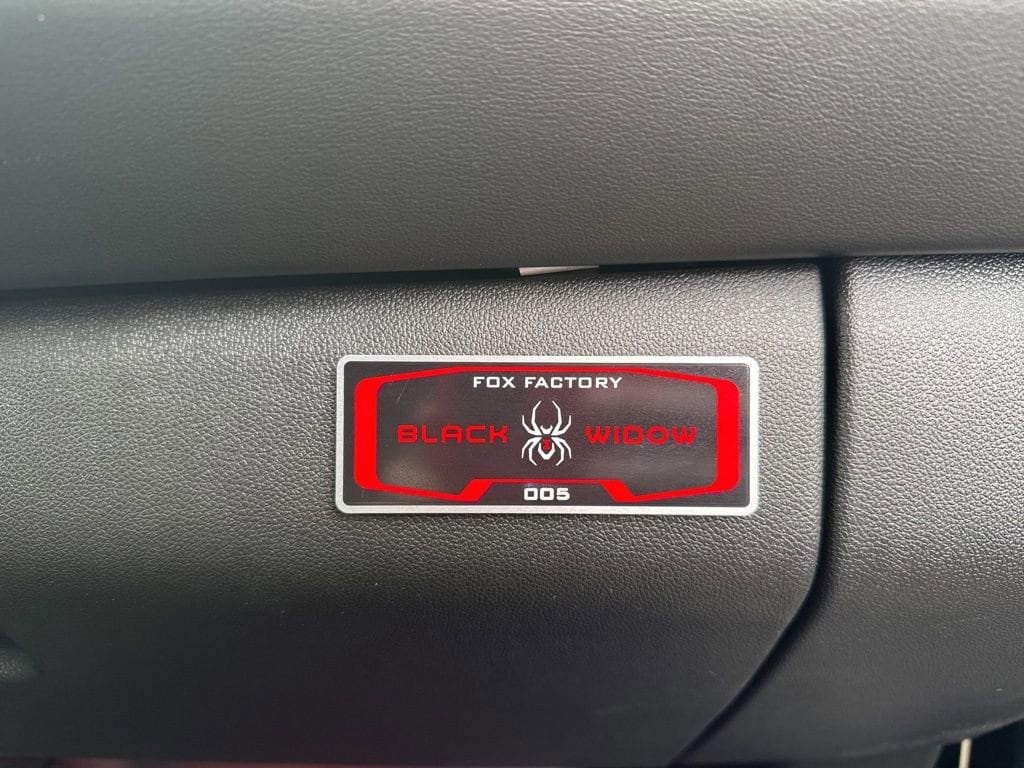 FOX FACTORY
BLACK WIDOW
005